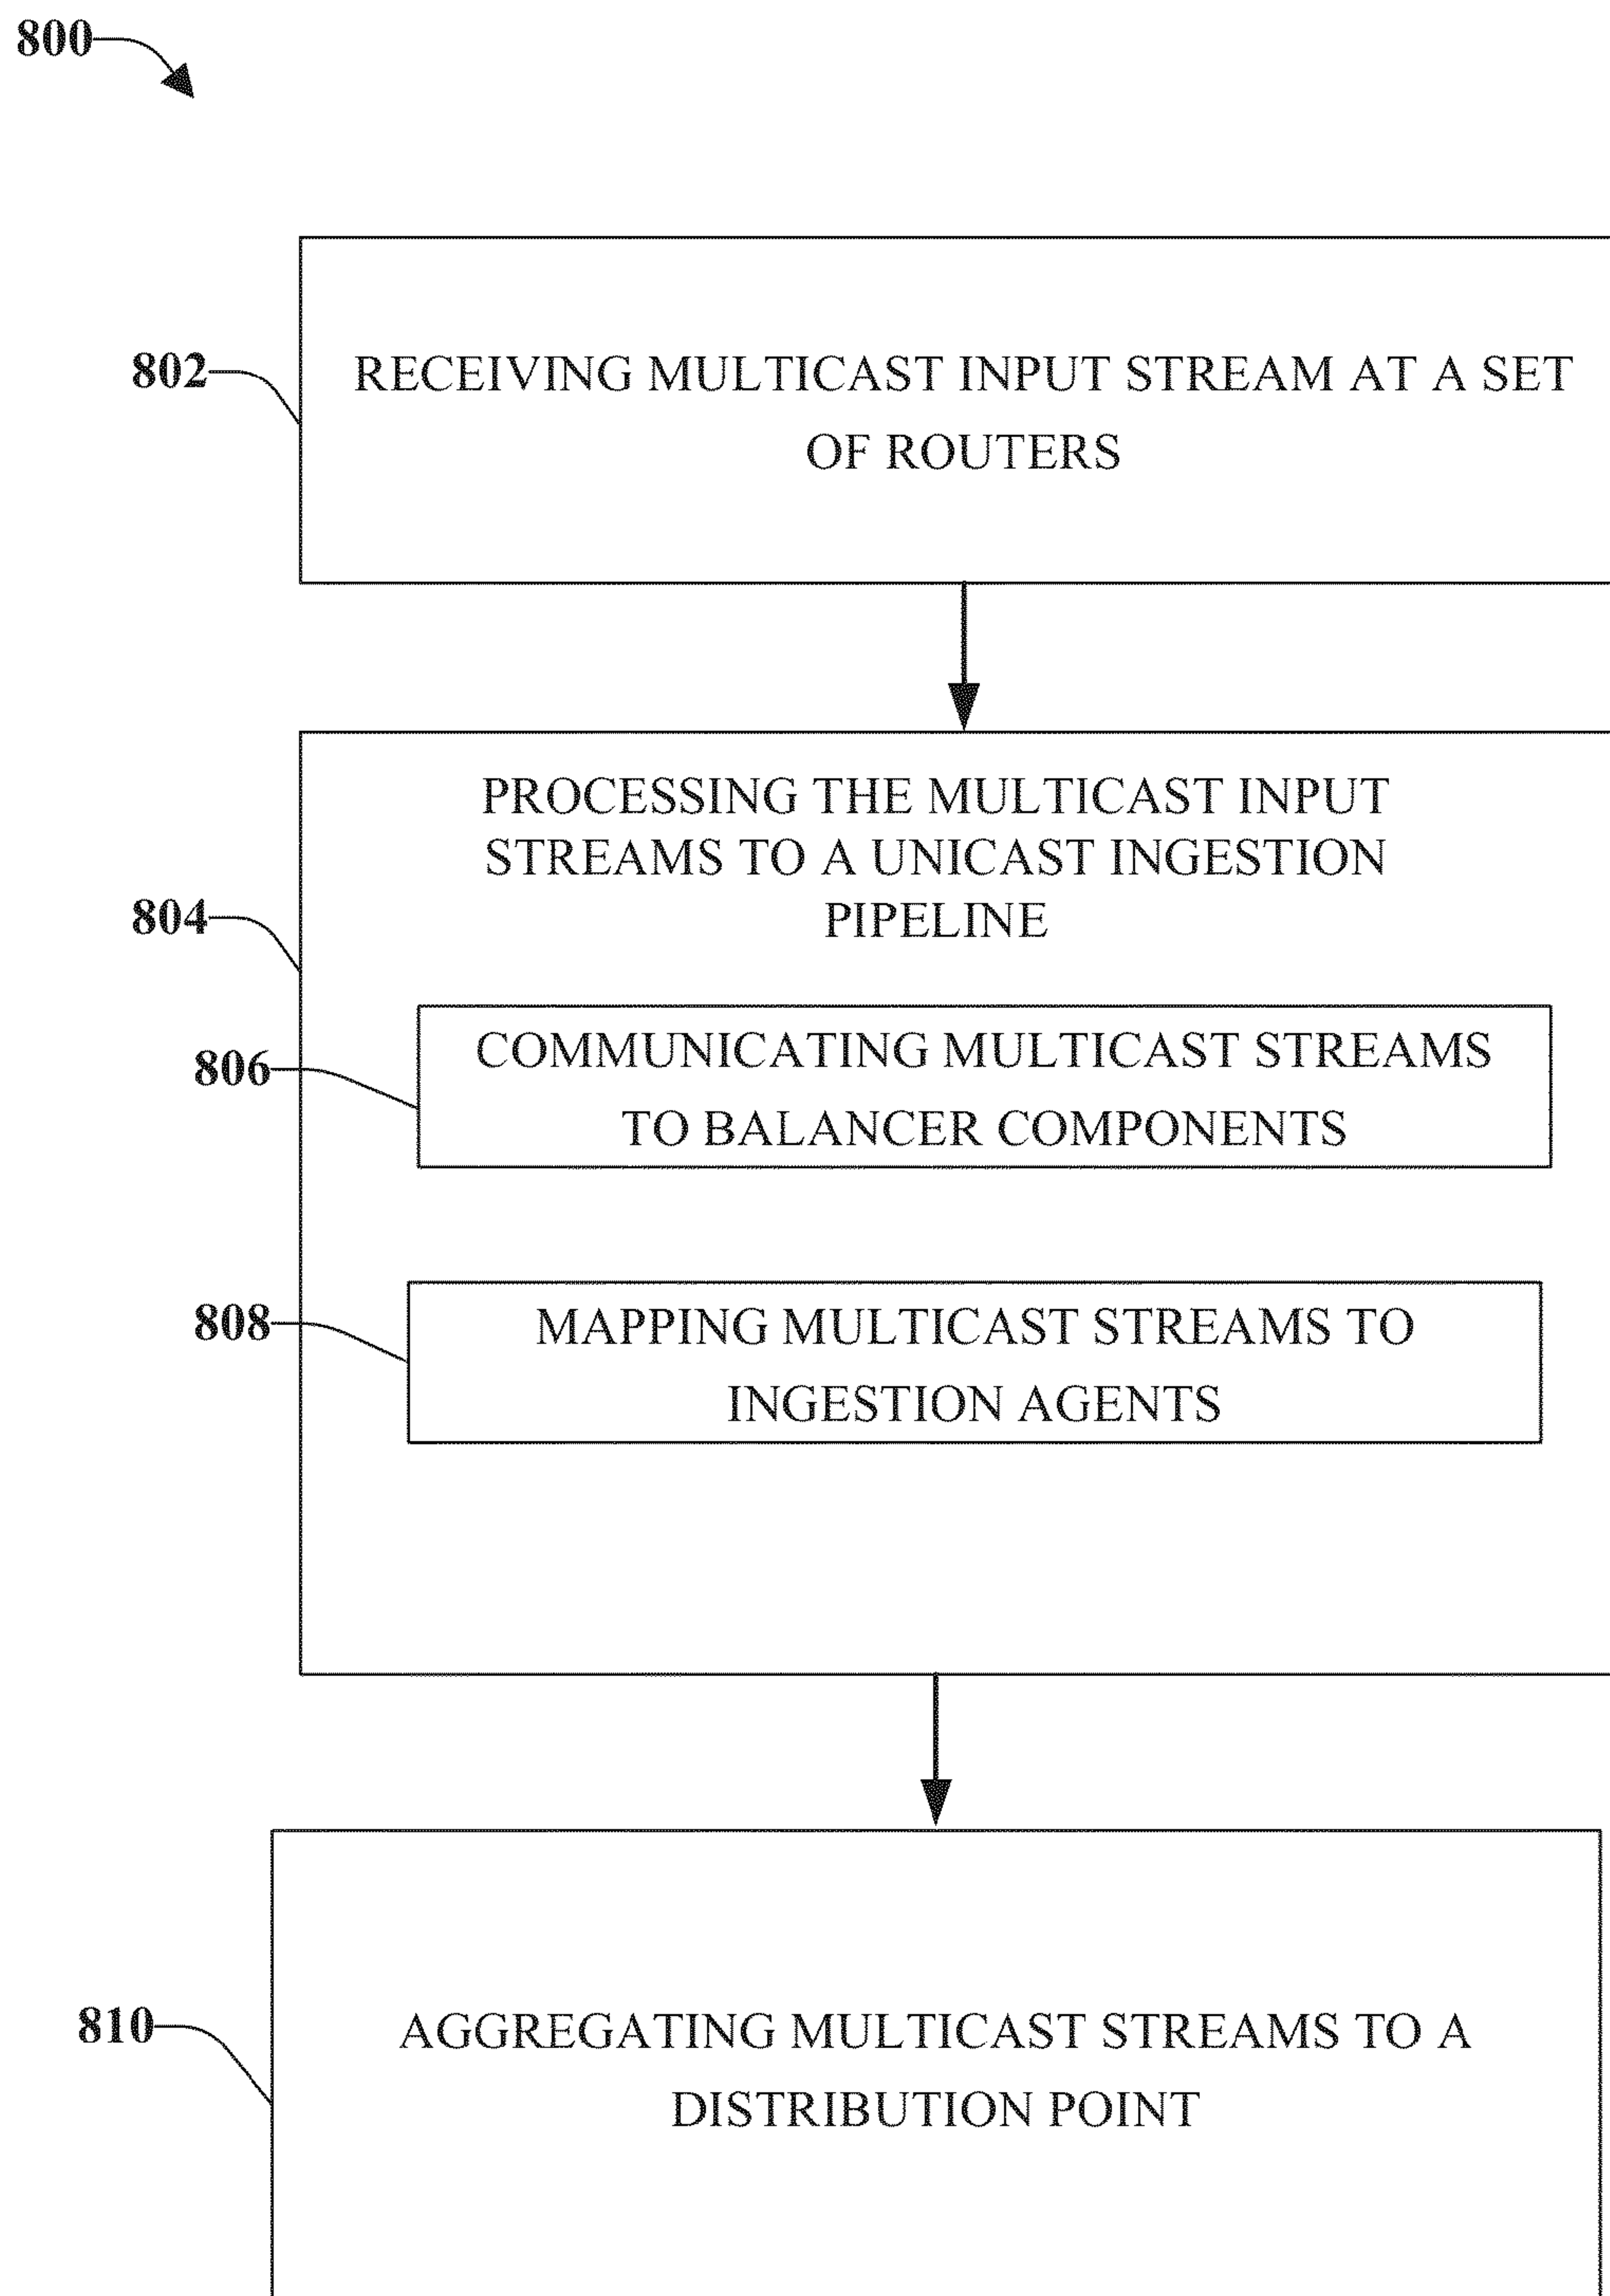 800
802
RECEIVING MULTICAST INPUT STREAM AT A SET
OF ROUTERS
804
PROCESSING THE MULTICAST INPUT
STREAMS TO A UNICAST INGESTION
PIPELINE
806
COMMUNICATING MULTICAST STREAMS
TO BALANCER COMPONENTS
808
MAPPING MULTICAST STREAMS TO
INGESTION AGENTS
810
AGGREGATING MULTICAST STREAMS TO A
DISTRIBUTION POINT